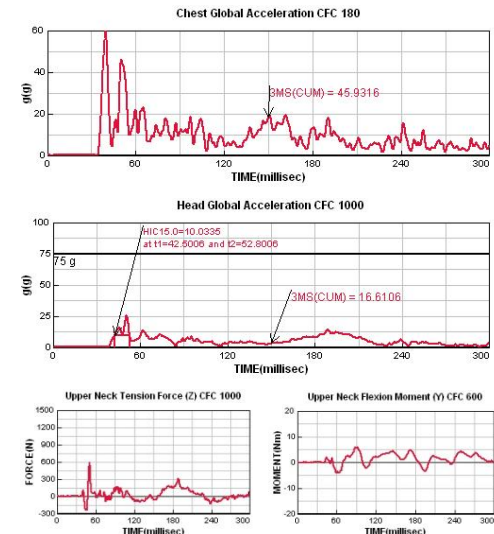 Chest Global Acceleration CFC 180
g(g)
60
40
20
0
3MS(CUM) = 45.9316
0 60 120 180 240 300
TIME(millisec)
Head Global Acceleration CFC 1000
g(g)
100
75
50
25
0
HIC15.0=10.0335
at t1=42.5006 and t2=52.8006
75 g
3MS(CUM) = 16.6106
0 60 120 180 240 300
TIME(millisec)
Upper Neck Tension Force (Z) CFC 1000
FORCE(N)
1500
1200
900
600
300
0
-300
0 60 120 180 240 300
TIME(millisec)
Upper Neck Flexion Moment (Y) CFC 600
MOMENT(Nm)
20
10
0
-10
-20
0 60 120 180 240 300
TIME(millisec)